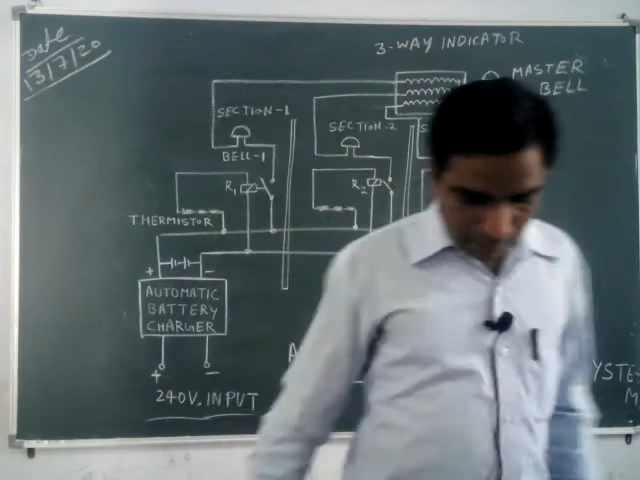 Date
13/7/20
3-WAY INDICATOR
MASTER
BELL
SECTION-1
BELL-1
SECTION-2
R1
R2
THERMISTOR
+ -
AUTOMATIC
BATTERY
CHARGER
+ -
240V. INPUT